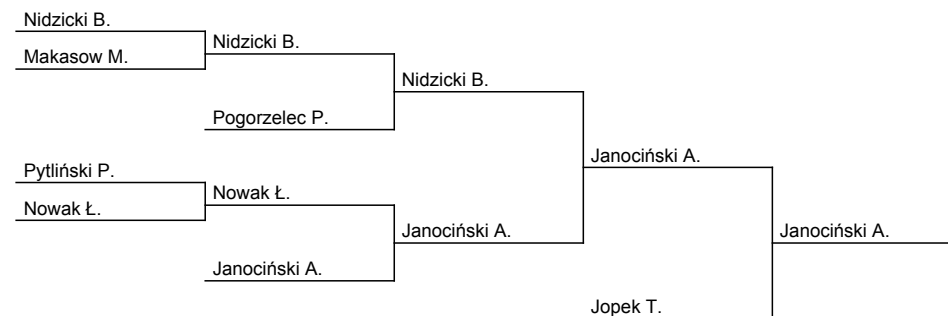 Nidzicki B.
Makasow M.
Nidzicki B.
Nidzicki B.
Pogorzelec P.
Janociński A.
Pytliński P.
Nowak Ł.
Nowak Ł.
Janociński A.
Janociński A.
Janociński A.
Jopek T.